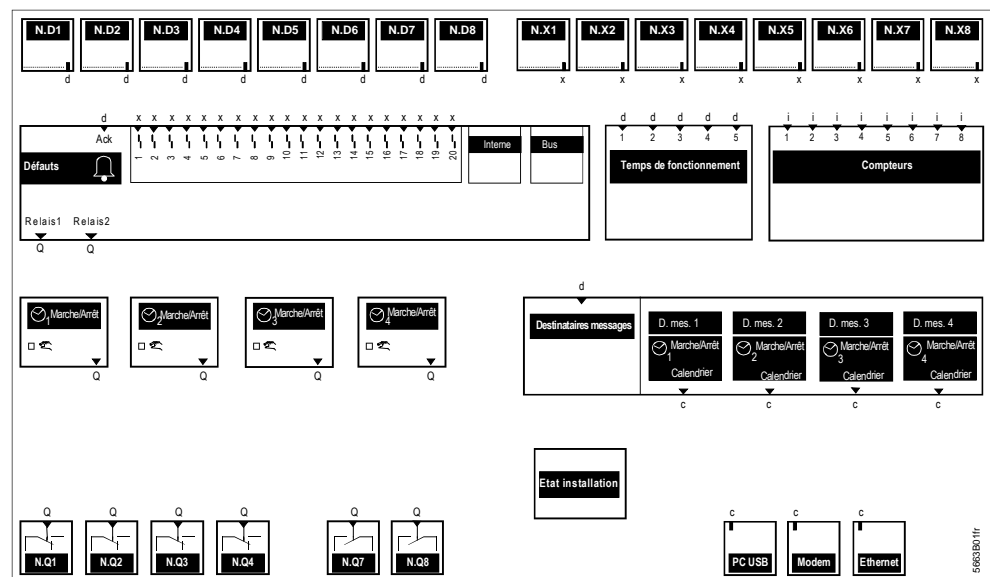 N.D1 N.D2 N.D3 N.D4 N.D5 N.D6 N.D7 N.D8 N.X1 N.X2 N.X3 N.X4 N.X5 N.X6 N.X7 N.X8
d d d d d d d d x x x x x x x x
d x x x x x x x x x x x x x x x x x x x x d d d d d i i i i i i i i
Ack 1 2 3 4 5 6 7 8 9 10 11 12 13 14 15 16 17 18 19 20 Interne Bus 1 2 3 4 5 1 2 3 4 5 6 7 8
Défauts Temps de fonctionnement Compteurs
Relais1 Relais2
Q Q
d
1 Marche/Arrêt 2 Marche/Arrêt 3 Marche/Arrêt 4 Marche/Arrêt
Q Q Q Q
Destinataires messages D. mes. 1 D. mes. 2 D. mes. 3 D. mes. 4
1 Marche/Arrêt 2 Marche/Arrêt 3 Marche/Arrêt 4 Marche/Arrêt
Calendrier Calendrier Calendrier Calendrier
c c c c
Etat installation
Q Q Q Q Q Q c c c
N.Q1 N.Q2 N.Q3 N.Q4 N.Q7 N.Q8 PC USB Modem Ethernet
5663B01fr